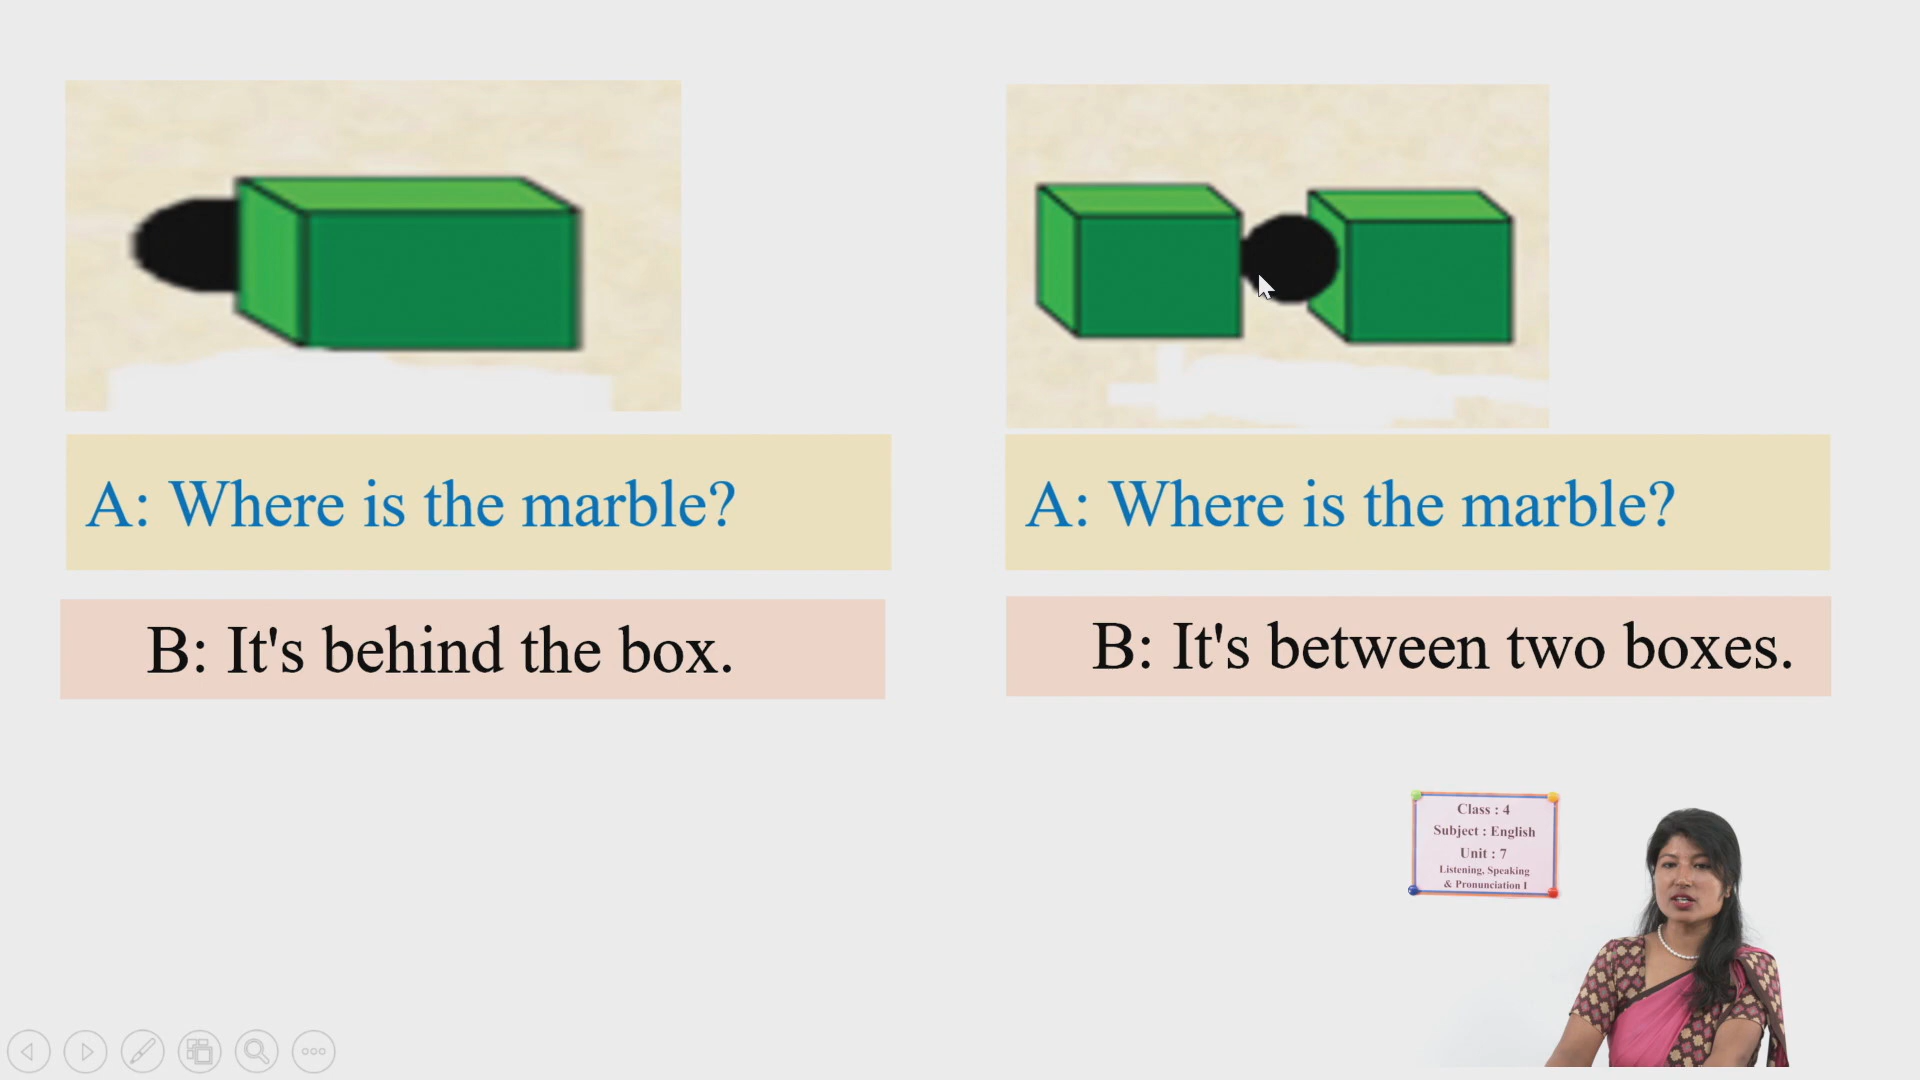 A: Where is the marble?
B: It's behind the box.
A: Where is the marble?
B: It's between two boxes.
Class : 4
Subject : English
Unit : 7
Listening, Speaking
& Pronunciation I